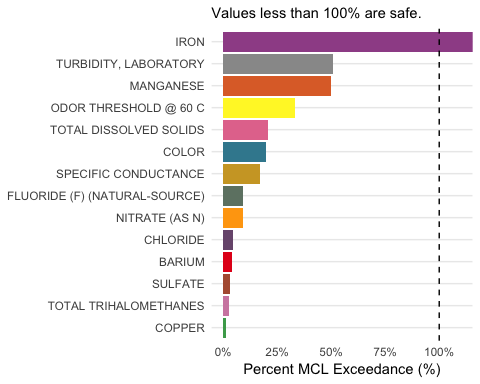 Values less than 100% are safe.
IRON
TURBIDITY, LABORATORY
MANGANESE
ODOR THRESHOLD @ 60 C
TOTAL DISSOLVED SOLIDS
COLOR
SPECIFIC CONDUCTANCE
FLUORIDE (F) (NATURAL-SOURCE)
NITRATE (AS N)
CHLORIDE
BARIUM
SULFATE
TOTAL TRIHALOMETHANES
COPPER
0% 25% 50% 75% 100%
Percent MCL Exceedance (%)